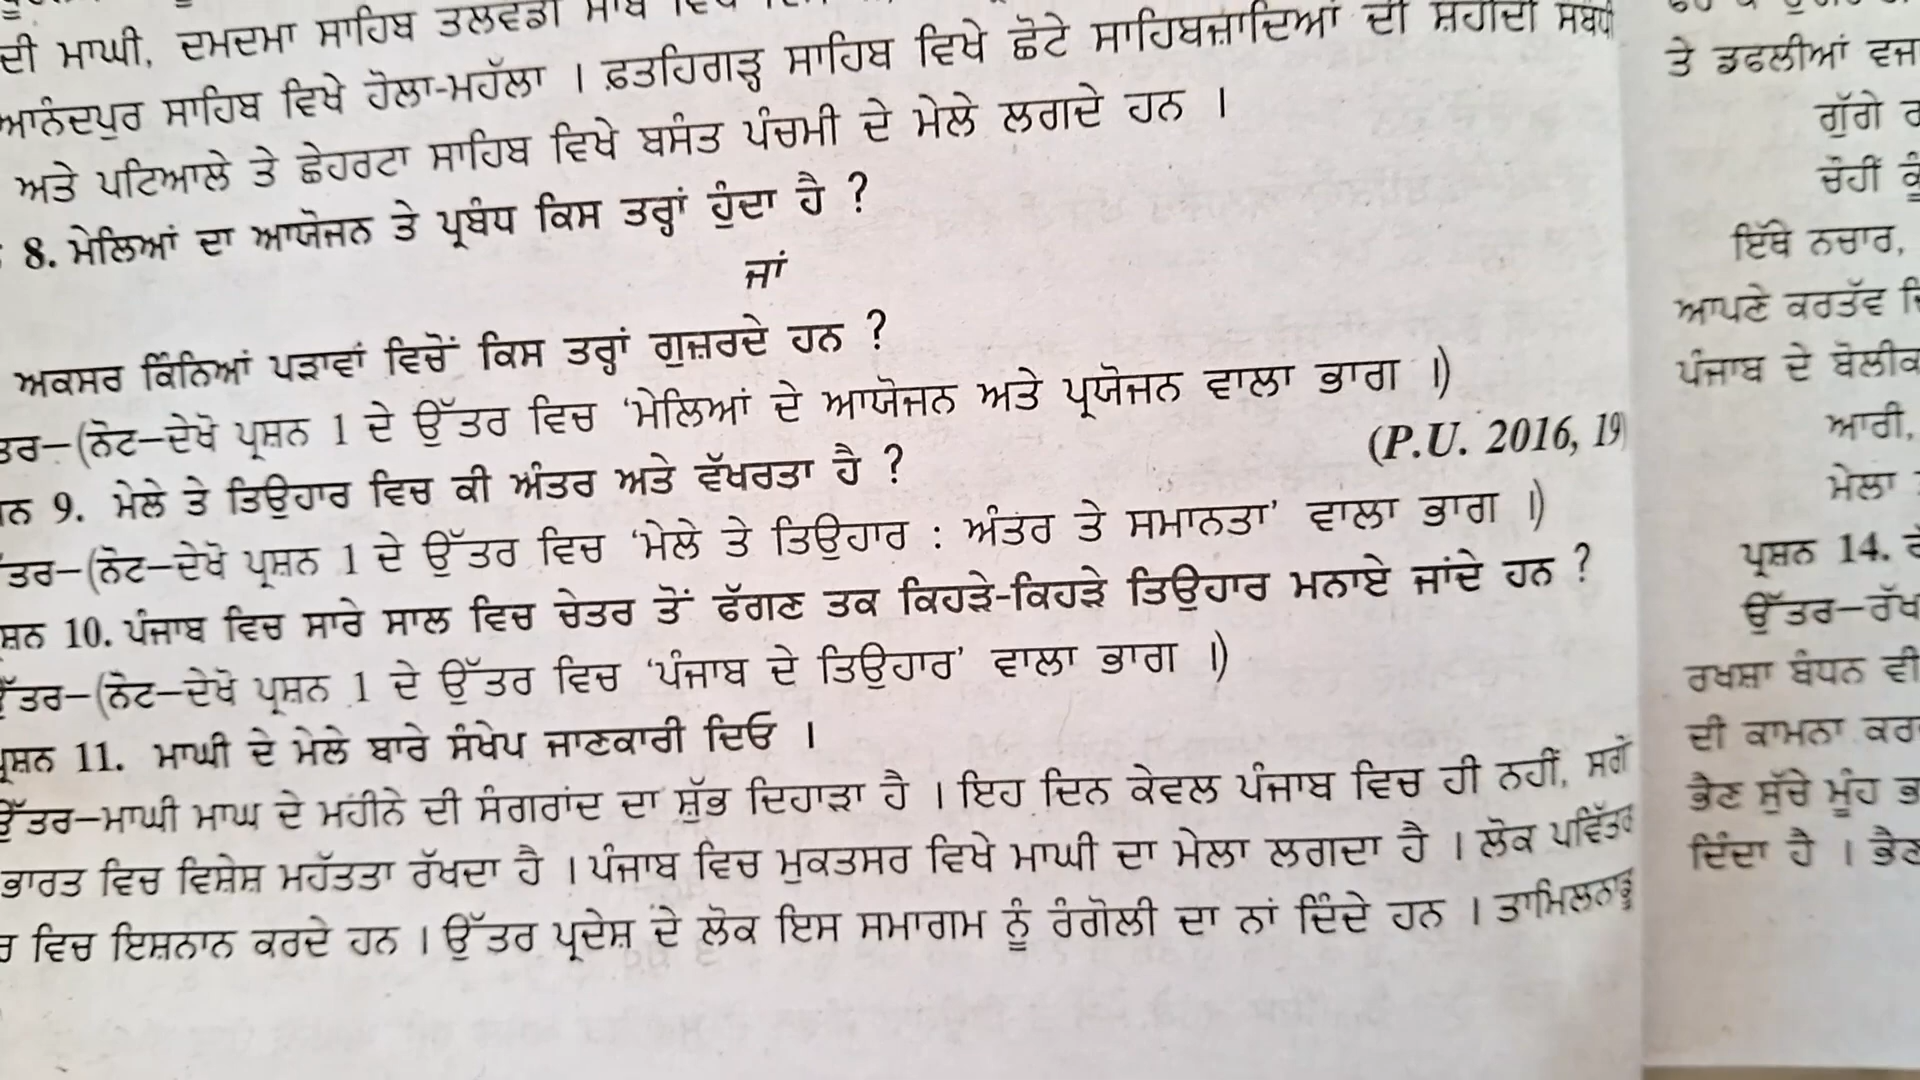 ਦੀ ਮਾਘੀ, ਦਮਦਮਾ ਸਾਹਿਬ ਤਲਵੰਡੀ ਸਾਬੋ ਵਿਖੇ
ਆਨੰਦਪੁਰ ਸਾਹਿਬ ਵਿਖੇ ਹੋਲਾ-ਮਹੱਲਾ । ਫ਼ਤਹਿਗੜ੍ਹ ਸਾਹਿਬ ਵਿਖੇ ਛੋਟੇ ਸਾਹਿਬਜ਼ਾਦਿਆਂ ਦੀ ਸ਼ਹੀਦੀ ਸੰਬੰਧੀ
ਅਤੇ ਪਟਿਆਲੇ ਤੇ ਛੇਹਰਟਾ ਸਾਹਿਬ ਵਿਖੇ ਬਸੰਤ ਪੰਚਮੀ ਦੇ ਮੇਲੇ ਲਗਦੇ ਹਨ ।
8. ਮੇਲਿਆਂ ਦਾ ਆਯੋਜਨ ਤੇ ਪ੍ਰਬੰਧ ਕਿਸ ਤਰ੍ਹਾਂ ਹੁੰਦਾ ਹੈ ?
ਜਾਂ
ਅਕਸਰ ਕਿੰਨਿਆਂ ਪੜਾਵਾਂ ਵਿਚੋਂ ਕਿਸ ਤਰ੍ਹਾਂ ਗੁਜ਼ਰਦੇ ਹਨ ?
ਤਰ–(ਨੋਟ–ਦੇਖੋ ਪ੍ਰਸ਼ਨ 1 ਦੇ ਉੱਤਰ ਵਿਚ ‘ਮੇਲਿਆਂ ਦੇ ਆਯੋਜਨ ਅਤੇ ਪ੍ਰਯੋਜਨ ਵਾਲਾ ਭਾਗ ।)
(P.U. 2016, 19)
ਨ 9. ਮੇਲੇ ਤੇ ਤਿਉਹਾਰ ਵਿਚ ਕੀ ਅੰਤਰ ਅਤੇ ਵੱਖਰਤਾ ਹੈ ?
ਤਰ–(ਨੋਟ–ਦੇਖੋ ਪ੍ਰਸ਼ਨ 1 ਦੇ ਉੱਤਰ ਵਿਚ ‘ਮੇਲੇ ਤੇ ਤਿਉਹਾਰ : ਅੰਤਰ ਤੇ ਸਮਾਨਤਾ’ ਵਾਲਾ ਭਾਗ ।)
ਸ਼ਨ 10. ਪੰਜਾਬ ਵਿਚ ਸਾਰੇ ਸਾਲ ਵਿਚ ਚੇਤਰ ਤੋਂ ਫੱਗਣ ਤਕ ਕਿਹੜੇ-ਕਿਹੜੇ ਤਿਉਹਾਰ ਮਨਾਏ ਜਾਂਦੇ ਹਨ ?
ਉੱਤਰ–(ਨੋਟ–ਦੇਖੋ ਪ੍ਰਸ਼ਨ 1 ਦੇ ਉੱਤਰ ਵਿਚ ‘ਪੰਜਾਬ ਦੇ ਤਿਉਹਾਰ’ ਵਾਲਾ ਭਾਗ ।)
ਪ੍ਰਸ਼ਨ 11. ਮਾਘੀ ਦੇ ਮੇਲੇ ਬਾਰੇ ਸੰਖੇਪ ਜਾਣਕਾਰੀ ਦਿਓ ।
ਉੱਤਰ–ਮਾਘੀ ਮਾਘ ਦੇ ਮਹੀਨੇ ਦੀ ਸੰਗਰਾਂਦ ਦਾ ਸ਼ੁੱਭ ਦਿਹਾੜਾ ਹੈ । ਇਹ ਦਿਨ ਕੇਵਲ ਪੰਜਾਬ ਵਿਚ ਹੀ ਨਹੀਂ, ਸਗੋਂ
ਭਾਰਤ ਵਿਚ ਵਿਸ਼ੇਸ਼ ਮਹੱਤਤਾ ਰੱਖਦਾ ਹੈ । ਪੰਜਾਬ ਵਿਚ ਮੁਕਤਸਰ ਵਿਖੇ ਮਾਘੀ ਦਾ ਮੇਲਾ ਲਗਦਾ ਹੈ । ਲੋਕ ਪਵਿੱਤਰ
ਵਿਚ ਇਸ਼ਨਾਨ ਕਰਦੇ ਹਨ । ਉੱਤਰ ਪ੍ਰਦੇਸ਼ ਦੇ ਲੋਕ ਇਸ ਸਮਾਗਮ ਨੂੰ ਰੰਗੋਲੀ ਦਾ ਨਾਂ ਦਿੰਦੇ ਹਨ । ਤਾਮਿਲਨਾਡੂ
ਤੇ ਡਫਲੀਆਂ ਵਜ
ਗੁੱਗੇ
ਚੋਹੀਂ
ਇੱਥੇ ਨਚਾਰ,
ਆਪਣੇ ਕਰਤੱਵ
ਪੰਜਾਬ ਦੇ ਬੋਲੀਕ
ਆਰੀ,
ਮੇਲਾ
ਪ੍ਰਸ਼ਨ 14.
ਉੱਤਰ–ਰੱਖ
ਰਖਸ਼ਾ ਬੰਧਨ ਵੀ
ਦੀ ਕਾਮਨਾ ਕਰ
ਭੈਣ ਸੁੱਚੇ ਮੂੰਹ ਭ
ਦਿੰਦਾ ਹੈ । ਭੈਣ